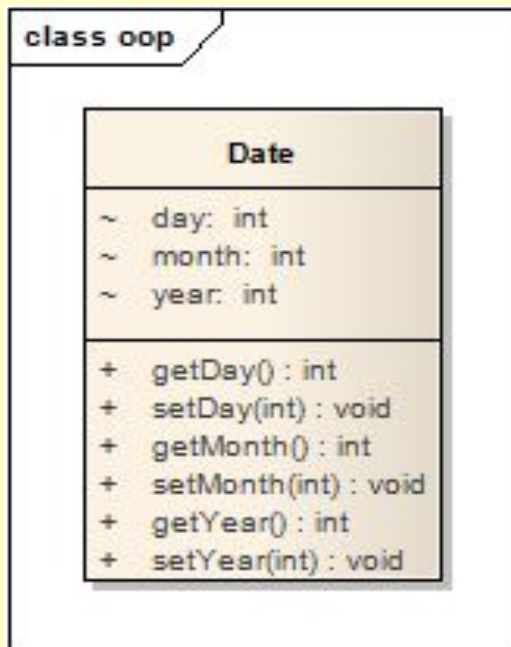 class oop
Date
~ day: int
~ month: int
~ year: int
+ getDay() : int
+ setDay(int) : void
+ getMonth() : int
+ setMonth(int) : void
+ getYear() : int
+ setYear(int) : void